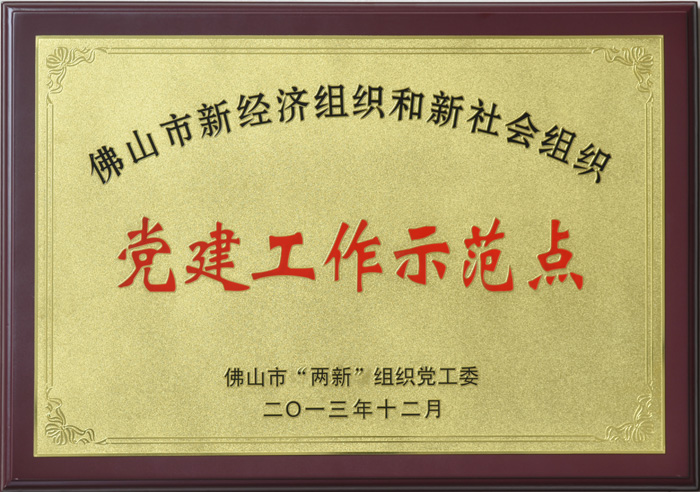 佛山市新经济组织和新社会组织
党建工作示范点
佛山市“两新”组织党工委
二〇一三年十二月